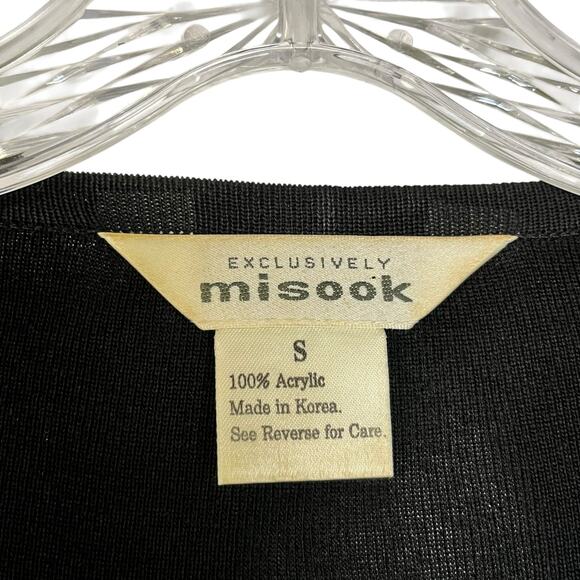 EXCLUSIVELY
misook
S
100% Acrylic
Made in Korea.
See Reverse for Care.